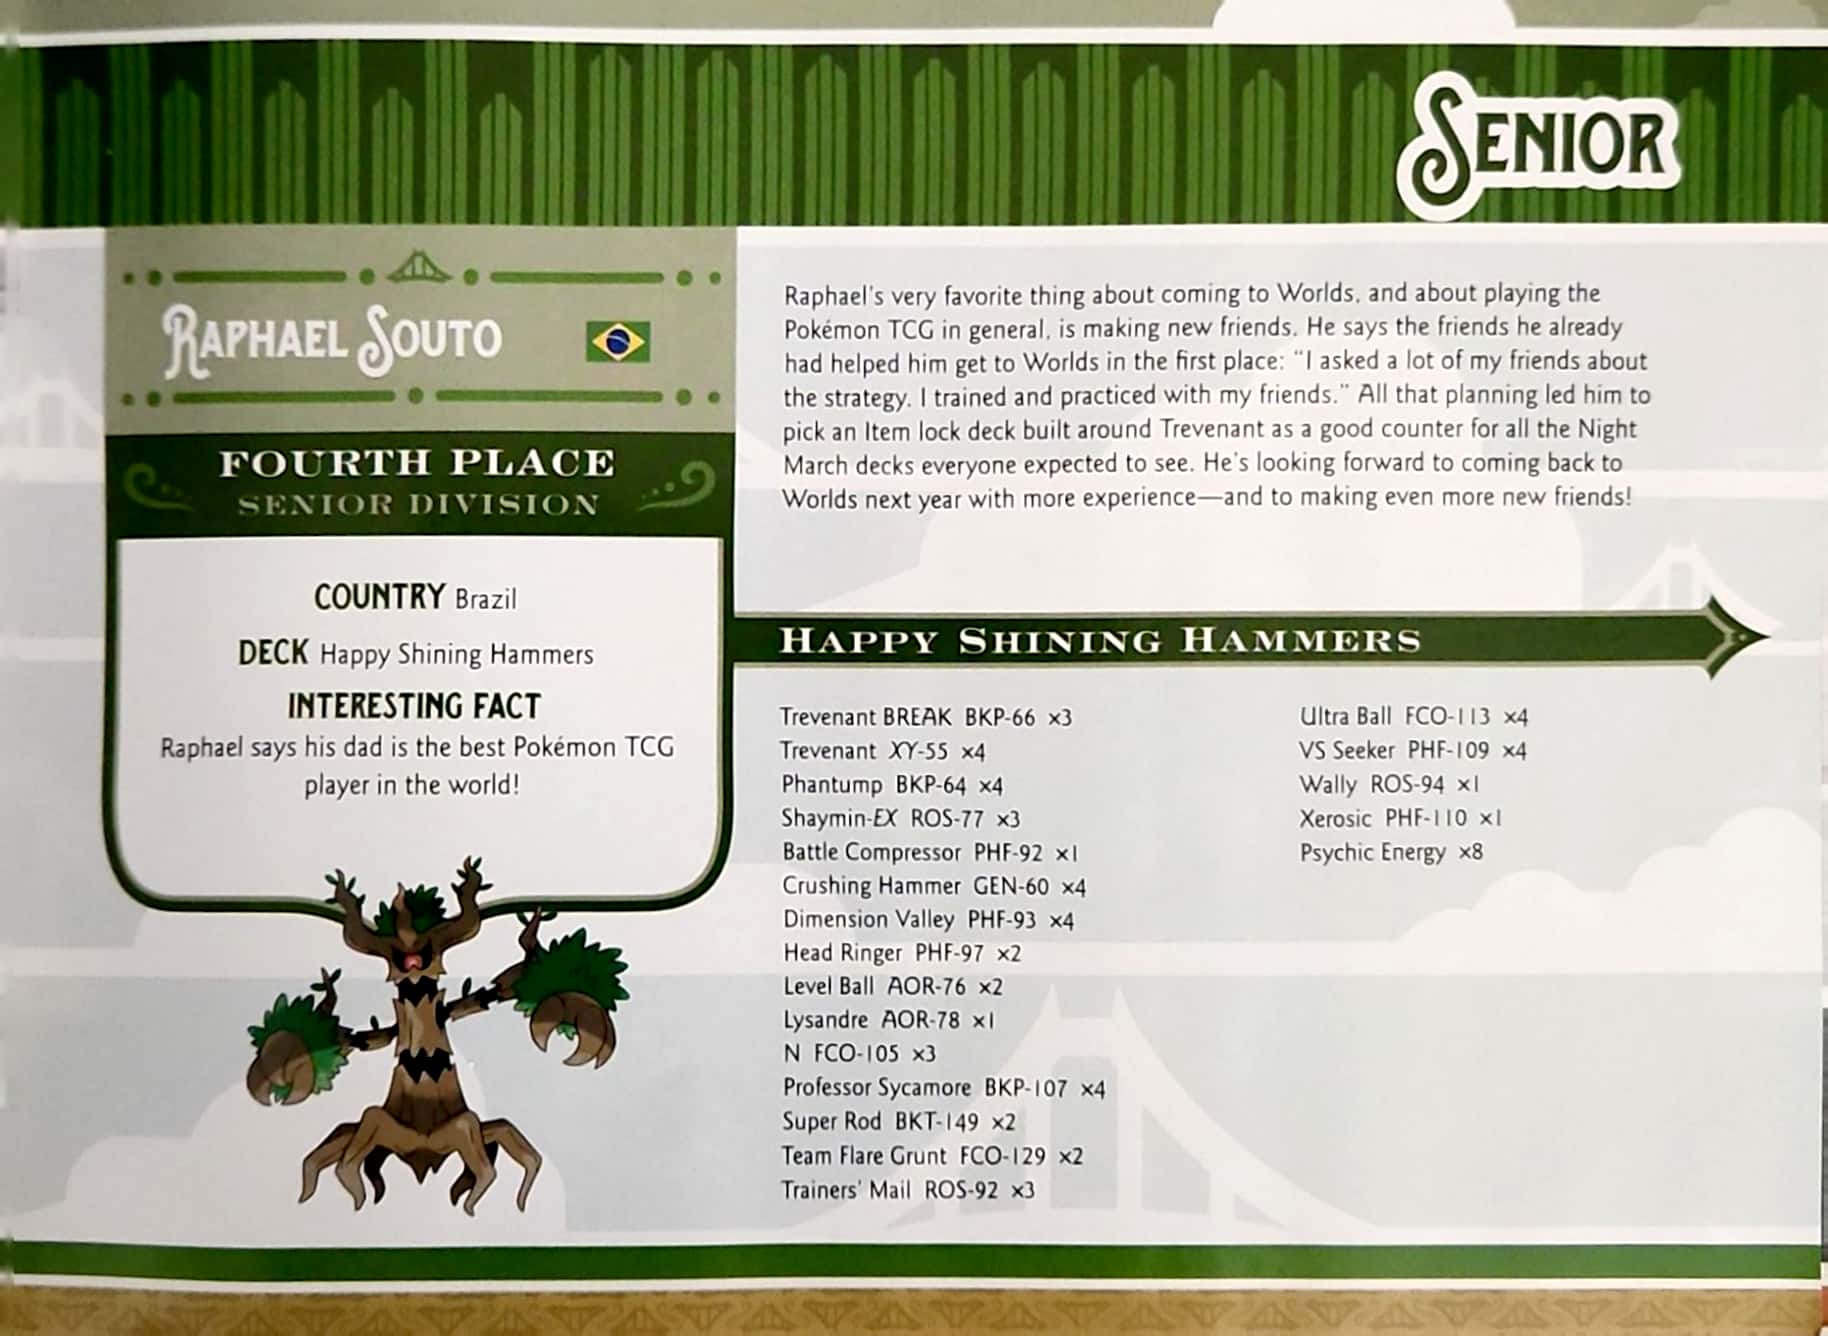 SENIOR
RAPHAEL SOUTO
FOURTH PLACE
SENIOR DIVISION
COUNTRY Brazil
DECK Happy Shining Hammers
INTERESTING FACT
Raphael says his dad is the best Pokémon TCG
player in the world!
Raphael's very favorite thing about coming to Worlds, and about playing the
Pokémon TCG in general, is making new friends. He says the friends he already
had helped him get to Worlds in the first place: “I asked a lot of my friends about
the strategy. I trained and practiced with my friends.” All that planning led him to
pick an Item lock deck built around Trevenant as a good counter for all the Night
March decks everyone expected to see. He's looking forward to coming back to
Worlds next year with more experience—and to making even more new friends!
HAPPY SHINING HAMMERS
Trevenant BREAK BKP-66 ×3
Trevenant XY-55 ×4
Phantump BKP-64 ×4
Shaymin-EX ROS-77 ×3
Battle Compressor PHF-92 ×1
Crushing Hammer GEN-60 ×4
Dimension Valley PHF-93 ×4
Head Ringer PHF-97 ×2
Level Ball AOR-76 ×2
Lysandre AOR-78 ×1
N FCO-105 ×3
Professor Sycamore BKP-107 ×4
Super Rod BKT-149 ×2
Team Flare Grunt FCO-129 ×2
Trainers' Mail ROS-92 ×3
Ultra Ball FCO-113 ×4
VS Seeker PHF-109 ×4
Wally ROS-94 ×1
Xerosic PHF-110 ×1
Psychic Energy ×8